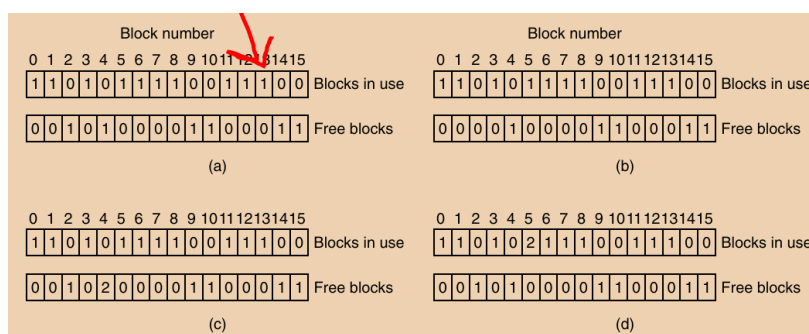 Block number
0 1 2 3 4 5 6 7 8 9 10 11 12 13 14 15
1 1 0 1 0 1 1 1 1 0 0 1 1 1 0 0 Blocks in use
0 0 1 0 1 0 0 0 0 1 1 0 0 0 1 1 Free blocks
(a)
Block number
0 1 2 3 4 5 6 7 8 9 10 11 12 13 14 15
1 1 0 1 0 1 1 1 1 0 0 1 1 1 0 0 Blocks in use
0 0 0 0 1 0 0 0 0 1 1 0 0 0 1 1 Free blocks
(b)
0 1 2 3 4 5 6 7 8 9 10 11 12 13 14 15
1 1 0 1 0 1 1 1 1 0 0 1 1 1 0 0 Blocks in use
0 0 1 0 2 0 0 0 0 1 1 0 0 0 1 1 Free blocks
(c)
0 1 2 3 4 5 6 7 8 9 10 11 12 13 14 15
1 1 0 1 0 2 1 1 1 0 0 1 1 1 0 0 Blocks in use
0 0 1 0 1 0 0 0 0 1 1 0 0 0 1 1 Free blocks
(d)